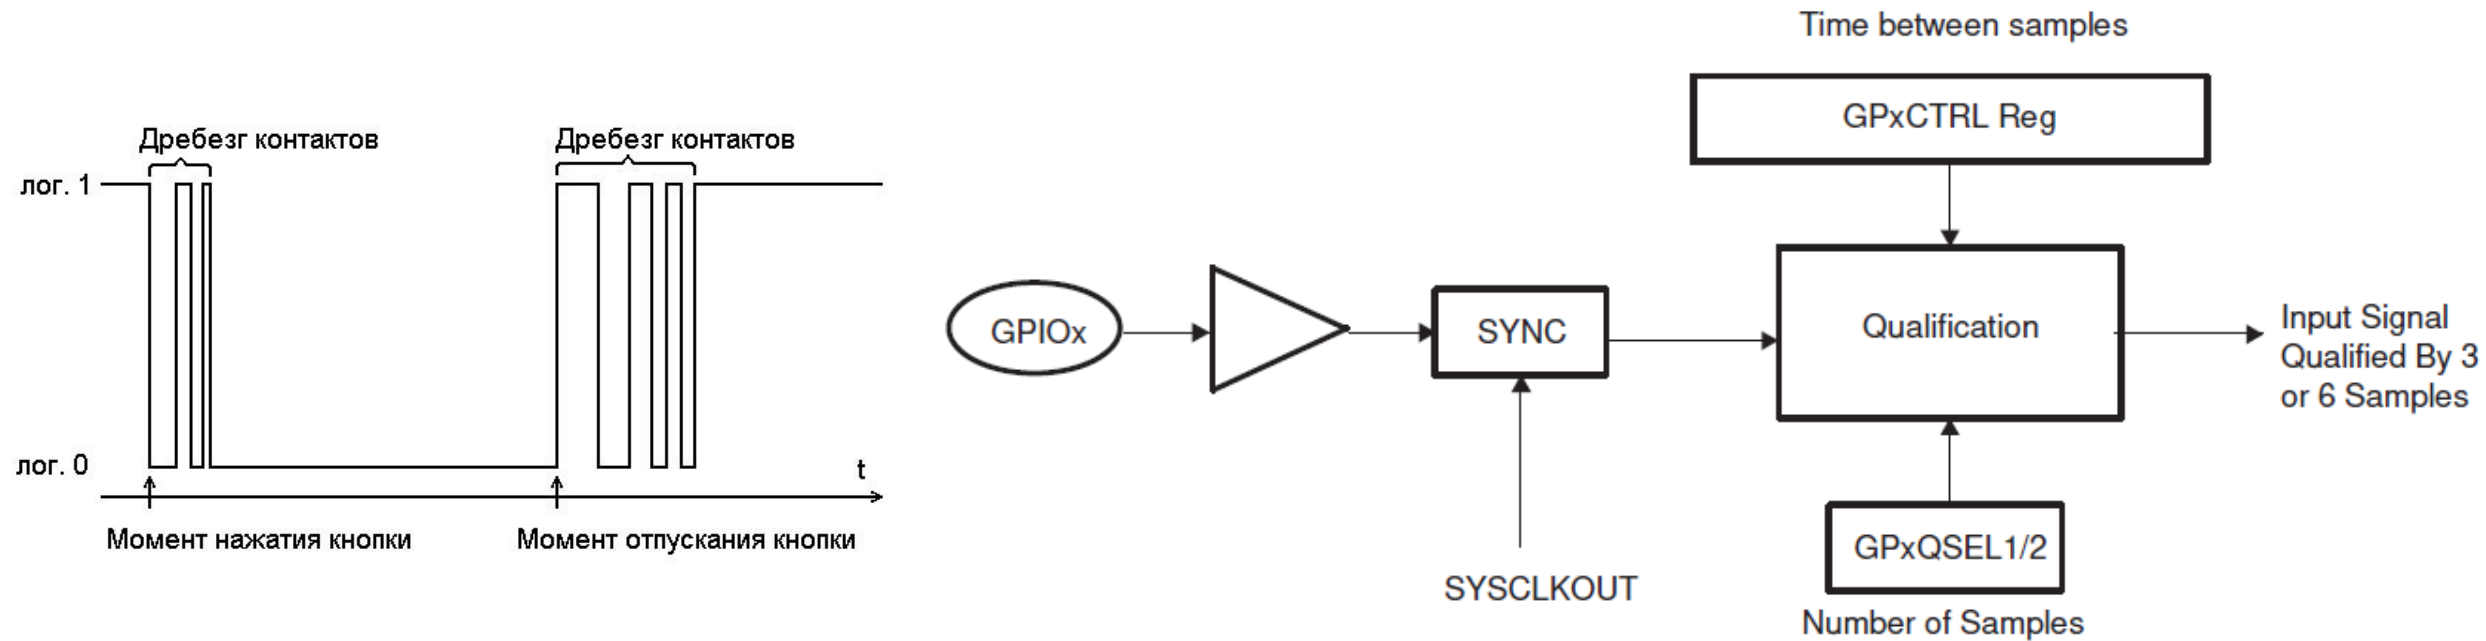 Дребезг контактов
Дребезг контактов
лог. 1
лог. 0
t
Момент нажатия кнопки
Момент отпускания кнопки
Time between samples
GPxCTRL Reg
GPIOx
SYNC
Qualification
Input Signal
Qualified By 3
or 6 Samples
GPxQSEL1/2
SYSCLKOUT
Number of Samples